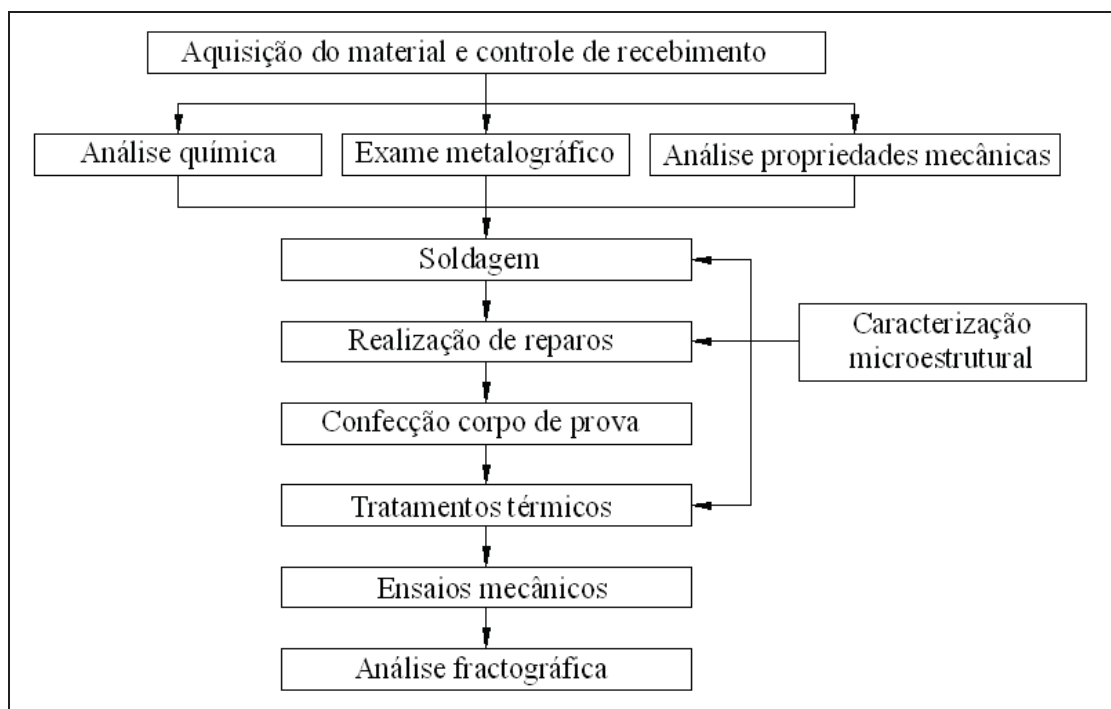 Aquisição do material e controle de recebimento
Análise química
Exame metalográfico
Análise propriedades mecânicas
Soldagem
Realização de reparos
Caracterização
microestrutural
Confecção corpo de prova
Tratamentos térmicos
Ensaios mecânicos
Análise fractográfica